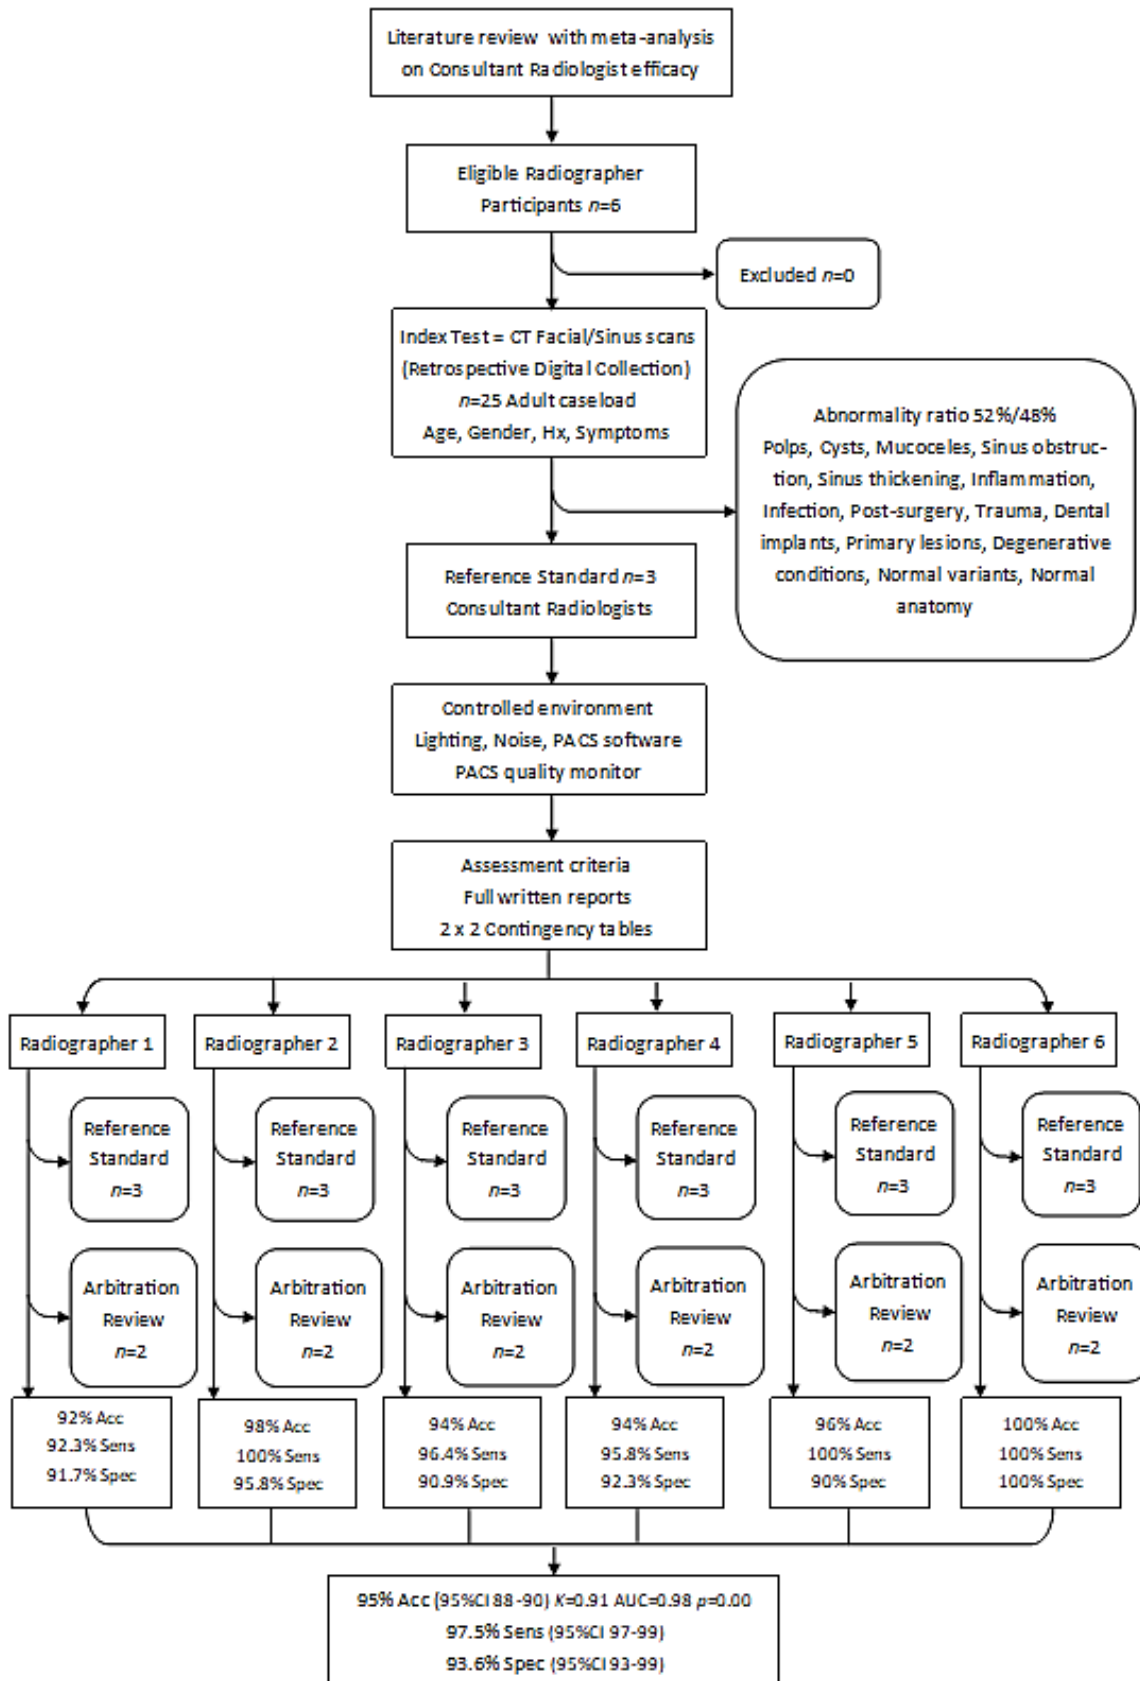 Literature review with meta-analysis
on Consultant Radiologist efficacy
Eligible Radiographer
Participants n=6
Excluded n=0
Index Test = CT Facial/Sinus scans
(Retrospective Digital Collection)
n=25 Adult caseload
Age, Gender, Hx, Symptoms
Abnormality ratio 52%/48%
Polps, Cysts, Mucoceles, Sinus obstruc-
tion, Sinus thickening, Inflammation,
Infection, Post-surgery, Trauma, Dental
implants, Primary lesions, Degenerative
conditions, Normal variants, Normal
anatomy
Reference Standard n=3
Consultant Radiologists
Controlled environment
Lighting, Noise, PACS software
PACS quality monitor
Assessment criteria
Full written reports
2 x 2 Contingency tables
Radiographer 1
Radiographer 2
Radiographer 3
Radiographer 4
Radiographer 5
Radiographer 6
Reference
Standard
n=3
Reference
Standard
n=3
Reference
Standard
n=3
Reference
Standard
n=3
Reference
Standard
n=3
Reference
Standard
n=3
Arbitration
Review
n=2
Arbitration
Review
n=2
Arbitration
Review
n=2
Arbitration
Review
n=2
Arbitration
Review
n=2
Arbitration
Review
n=2
92% Acc
92.3% Sens
91.7% Spec
98% Acc
100% Sens
95.8% Spec
94% Acc
96.4% Sens
90.9% Spec
94% Acc
95.8% Sens
92.3% Spec
96% Acc
100% Sens
90% Spec
100% Acc
100% Sens
100% Spec
95% Acc (95%CI 88-90) K=0.91 AUC=0.98 p=0.00
97.5% Sens (95%CI 97-99)
93.6% Spec (95%CI 93-99)